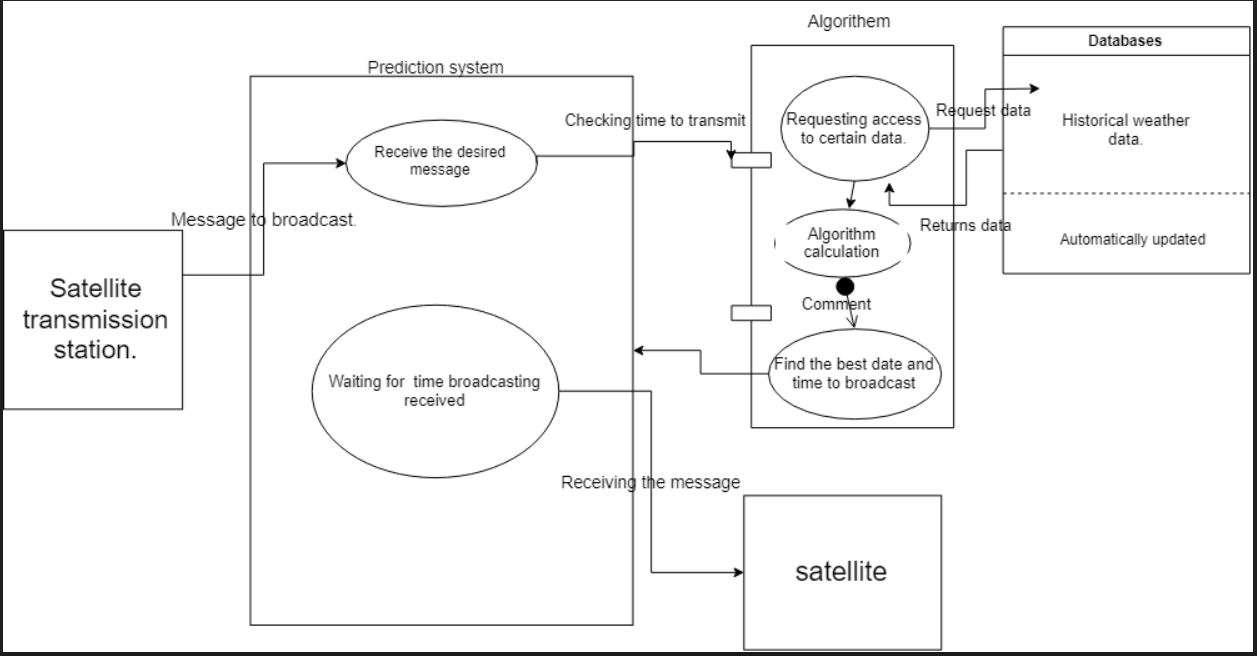 Algorithem
Databases
Prediction system
Checking time to transmit
Requesting access
to certain data.
Request data
Historical weather
data.
Receive the desired
message
Message to broadcast.
Returns data
Algorithm
calculation
Automatically updated
Satellite
transmission
station.
Comment
Find the best date and
time to broadcast
Waiting for  time broadcasting
received
Receiving the message
satellite